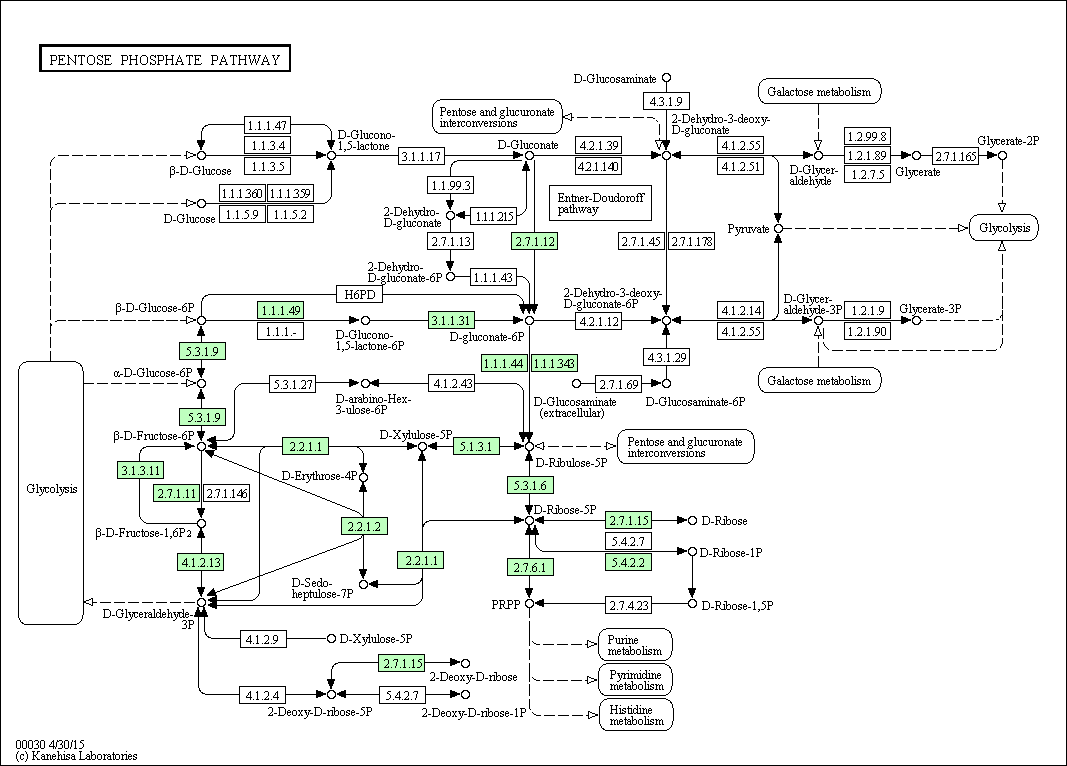 PENTOSE PHOSPHATE PATHWAY
D-Glucosaminate
4.3.1.9
Galactose metabolism
Pentose and glucuronate
interconversions
2-Dehydro-3-deoxy-
D-gluconate
1.1.1.47
1.1.3.4
1.1.3.5
D-Glucono-
1,5-lactone
3.1.1.17
D-Gluconate
4.2.1.39
4.2.1.140
4.1.2.55
4.1.2.51
D-Glycer-
aldehyde
1.2.99.8
1.2.1.89
1.2.7.5
Glycerate
2.7.1.165
Glycerate-2P
β-D-Glucose
1.1.1.360
1.1.1.359
1.1.5.9
1.1.5.2
D-Glucose
1.1.99.3
2-Dehydro-
D-gluconate
1.1.1.215
Entner-Doudoroff
pathway
2.7.1.13
2.7.1.12
2.7.1.45
2.7.1.178
Pyruvate
Glycolysis
2-Dehydro-
D-gluconate-6P
1.1.1.43
H6PD
β-D-Glucose-6P
1.1.1.49
1.1.1.-
D-Glucono-
1,5-lactone-6P
3.1.1.31
D-gluconate-6P
2-Dehydro-3-deoxy-
D-gluconate-6P
4.2.1.12
4.1.2.14
4.1.2.55
D-Glycer-
aldehyde-3P
1.2.1.9
1.2.1.90
Glycerate-3P
5.3.1.9
1.1.1.44
1.1.1.343
4.3.1.29
Galactose metabolism
α-D-Glucose-6P
5.3.1.27
D-arabino-Hex-
3-ulose-6P
4.1.2.43
2.7.1.69
D-Glucosaminate
(extracellular)
D-Glucosaminate-6P
5.3.1.9
β-D-Fructose-6P
2.2.1.1
D-Xylulose-5P
5.1.3.1
D-Ribulose-5P
Pentose and glucuronate
interconversions
Glycolysis
3.1.3.11
2.7.1.11
2.7.1.146
D-Erythrose-4P
5.3.1.6
β-D-Fructose-1,6P2
2.2.1.2
D-Ribose-5P
2.7.1.15
D-Ribose
5.4.2.7
5.4.2.2
D-Ribose-1P
4.1.2.13
2.2.1.1
2.7.6.1
D-Sedo-
heptulose-7P
D-Glyceraldehyde-
3P
PRPP
2.7.4.23
D-Ribose-1,5P
4.1.2.9
D-Xylulose-5P
Purine
metabolism
2.7.1.15
2-Deoxy-D-ribose
Pyrimidine
metabolism
4.1.2.4
2-Deoxy-D-ribose-5P
5.4.2.7
2-Deoxy-D-ribose-1P
Histidine
metabolism
00030 4/30/15
(c) Kanehisa Laboratories